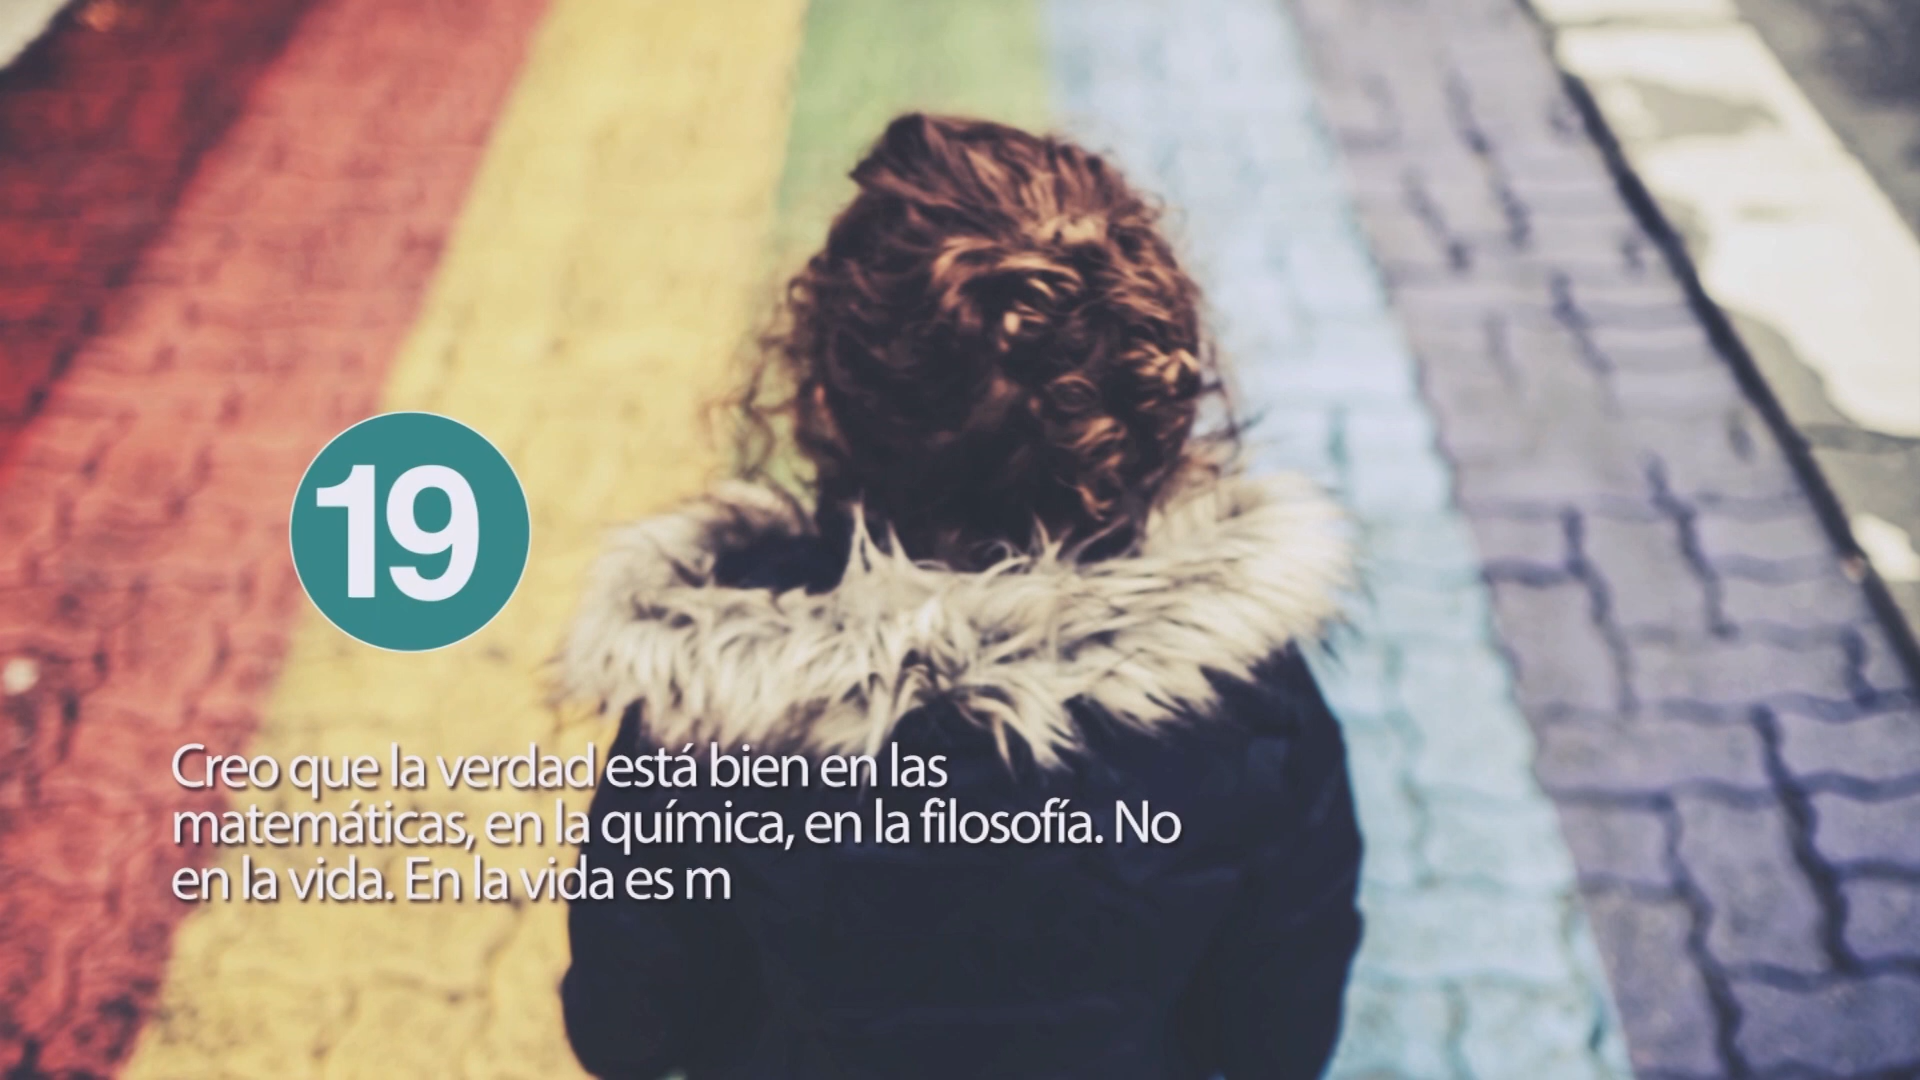 19
Creo que la verdad está bien en las
matemáticas, en la química, en la filosofía. No
en la vida. En la vida es m